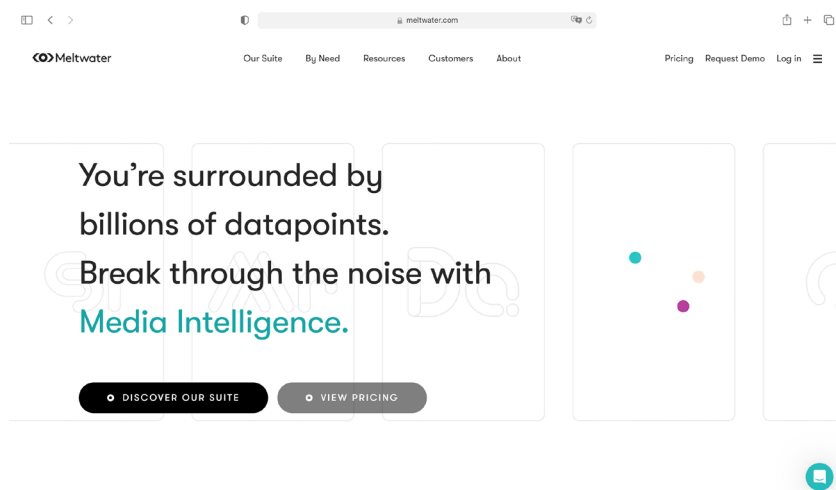 meltwater.com
Meltwater
Our Suite By Need Resources Customers About
Pricing Request Demo Log in
You're surrounded by
billions of datapoints.
Break through the noise with
Media Intelligence.
DISCOVER OUR SUITE VIEW PRICING